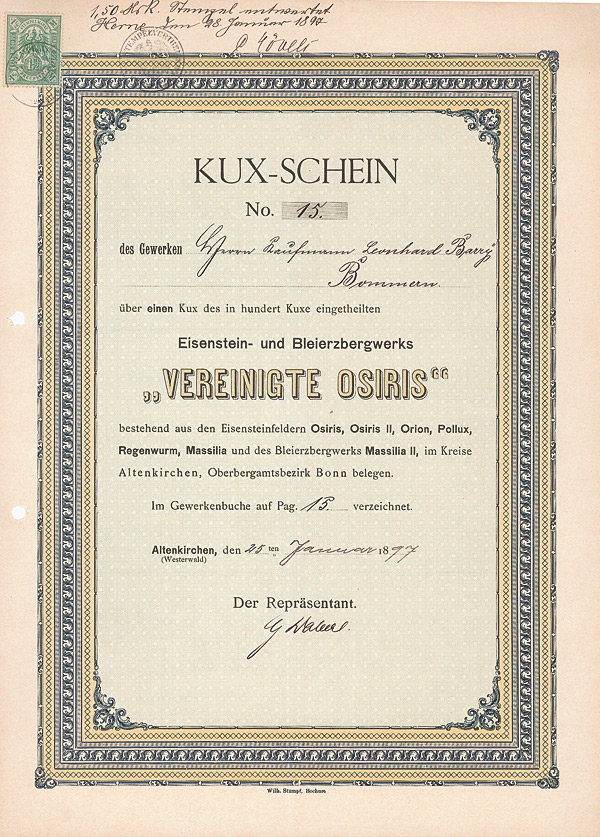 1,50 Mrk. Stempel entwertet
Herne, den 28. Januar 1897
KUX-SCHEIN
No. 15.
des Gewerken Herrn Kaufmann Leonhard Barry
Bommern.
über einen Kux des in hundert Kuxe eingetheilten
Eisenstein- und Bleierzbergwerks
„VEREINIGTE OSIRIS“
bestehend aus den Eisensteinfeldern Osiris, Osiris II, Orion, Pollux,
Regenwurm, Massilia und des Bleierzbergwerks Massilia II, im Kreise
Altenkirchen, Oberbergamtsbezirk Bonn belegen.
Im Gewerkenbuche auf Pag. 15. verzeichnet.
Altenkirchen, den 25 ten Januar 1897
(Westerwald)
Der Repräsentant.
Wilh. Stumpf, Bochum